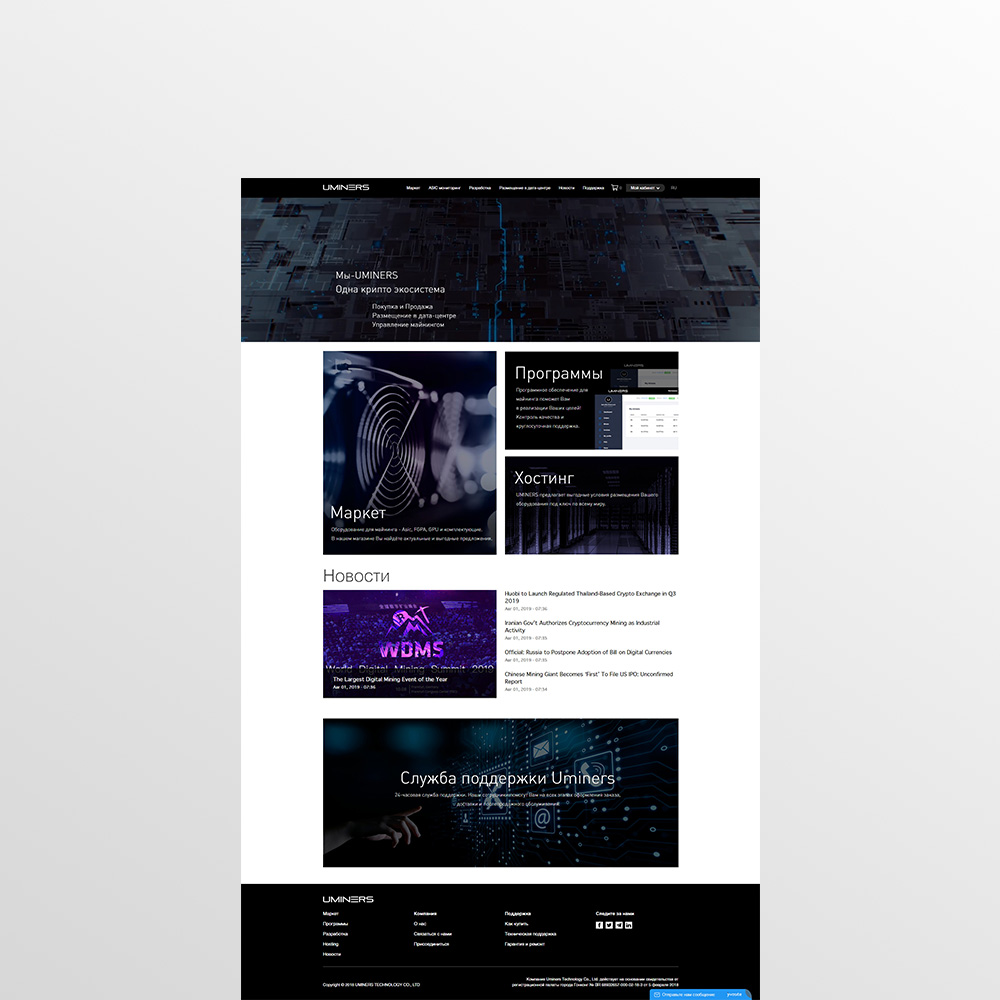 UMINERS
Маркет ASIC мониторинг Разработка Размещение в дата-центре Новости Поддержка 0 Мой кабинет RU
Мы-UMINERS
Одна крипто экосистема
Покупка и Продажа
Размещение в дата-центре
Управление майнингом
Маркет
Оборудование для майнинга - Asic, FGPA, GPU и комплектующие.
В нашем магазине Вы найдёте актуальные и выгодные предложения.
Программы
Программное обеспечение для
майнинга поможет Вам
в реализации Ваших целей!
Контроль качества и
круглосуточная поддержка.
UMINERS
UMINERS
Хостинг
UMINERS предлагает выгодные условия размещения Вашего
оборудования под ключ по всему миру.
Новости
WDMS
World Digital Mining Summit 2019
The Largest Digital Mining Event of the Year
Авг 01, 2019 - 07:36
Huobi to Launch Regulated Thailand-Based Crypto Exchange in Q3
2019
Авг 01, 2019 - 07:36
Iranian Gov't Authorizes Cryptocurrency Mining as Industrial
Activity
Авг 01, 2019 - 07:35
Official: Russia to Postpone Adoption of Bill on Digital Currencies
Авг 01, 2019 - 07:35
Chinese Mining Giant Becomes 'First' To File US IPO; Unconfirmed
Report
Авг 01, 2019 - 07:34
Служба поддержки Uminers
24-часовая служба поддержки. Наши сотрудники помогут Вам на всех этапах оформления заказа,
доставки и послепродажного обслуживания.
@
UMINERS
Маркет
Программы
Разработка
Hosting
Новости
Компания
О нас
Связаться с нами
Присоединиться
Поддержка
Как купить
Техническая поддержка
Гарантия и ремонт
Следите за нами
Copyright © 2018 UMINERS TECHNOLOGY CO., LTD
Компания Uminers Technology Co., Ltd. действует на основании свидетельства от
регистрационной палаты города Гонконг
5 февраля 2018
Отправьте нам сообщение jivosite